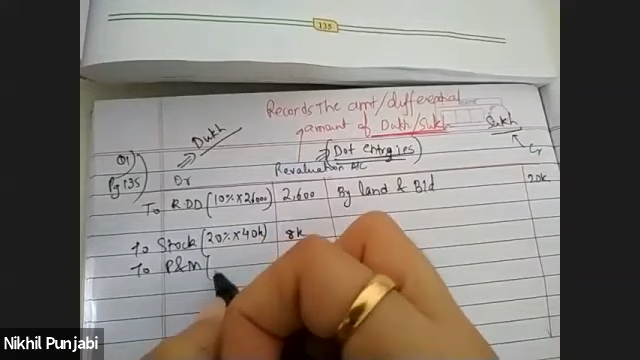 135
Records The amt/differential
amount of Dukh/Sukh
Dukh
Sukh
(Dot entries)
Q1)
Pg 135
Dr
Revaluation A/C
Cr
To RDD (10% X 26000) 2,600 By land & Bld 20k
To Stock (20% X 40k) 8k
To P&M (
Nikhil Punjabi